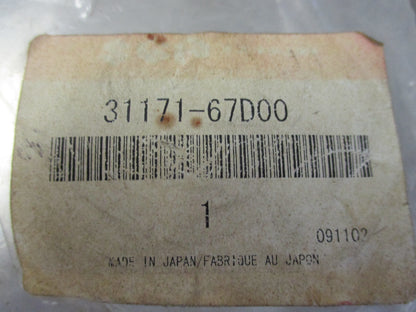 31171-67D00
1
091102
MADE IN JAPAN/FABRIQUE AU JAPON